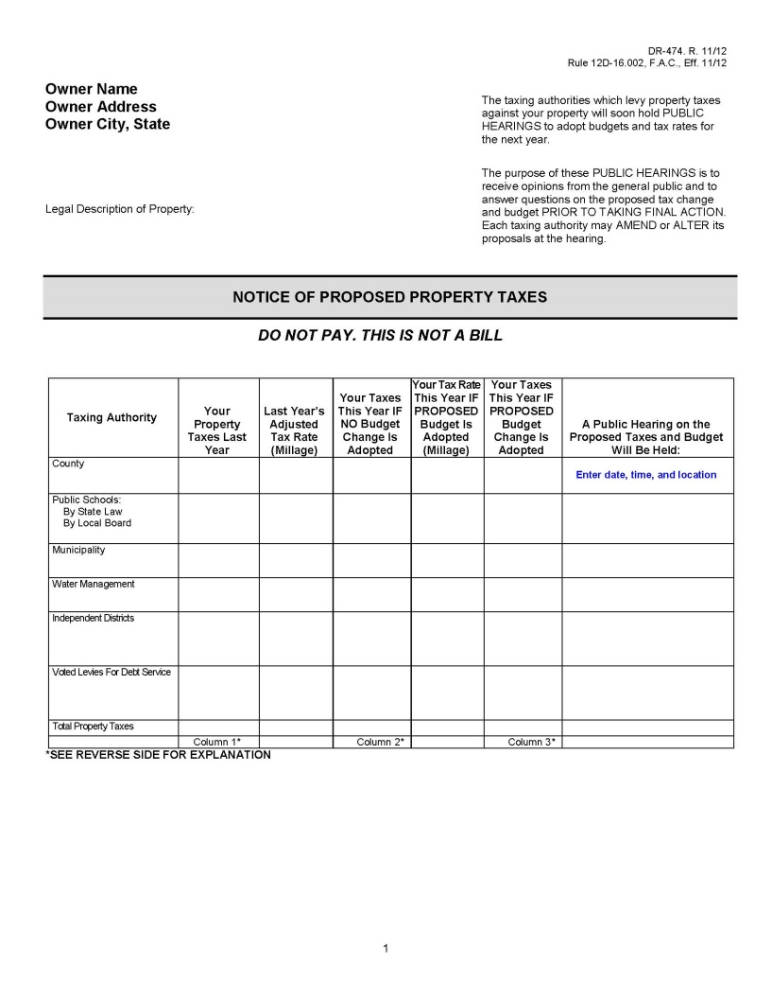 DR-474. R. 11/12
Rule 12D-16.002, F.A.C., Eff. 11/12
Owner Name
Owner Address
Owner City, State
Legal Description of Property:
The taxing authorities which levy property taxes
against your property will soon hold PUBLIC
HEARINGS to adopt budgets and tax rates for
the next year.
The purpose of these PUBLIC HEARINGS is to
receive opinions from the general public and to
answer questions on the proposed tax change
and budget PRIOR TO TAKING FINAL ACTION.
Each taxing authority may AMEND or ALTER its
proposals at the hearing.
NOTICE OF PROPOSED PROPERTY TAXES
DO NOT PAY. THIS IS NOT A BILL
Taxing Authority
Your
Property
Taxes Last
Year
Last Year's
Adjusted
Tax Rate
(Millage)
Your Taxes
This Year IF
NO Budget
Change Is
Adopted
Your Tax Rate
This Year IF
PROPOSED
Budget Is
Adopted
(Millage)
Your Taxes
This Year IF
PROPOSED
Budget
Change Is
Adopted
A Public Hearing on the
Proposed Taxes and Budget
Will Be Held:
County
Enter date, time, and location
Public Schools:
By State Law
By Local Board
Municipality
Water Management
Independent Districts
Voted Levies For Debt Service
Total Property Taxes
Column 1*
Column 2*
Column 3*
*SEE REVERSE SIDE FOR EXPLANATION
1